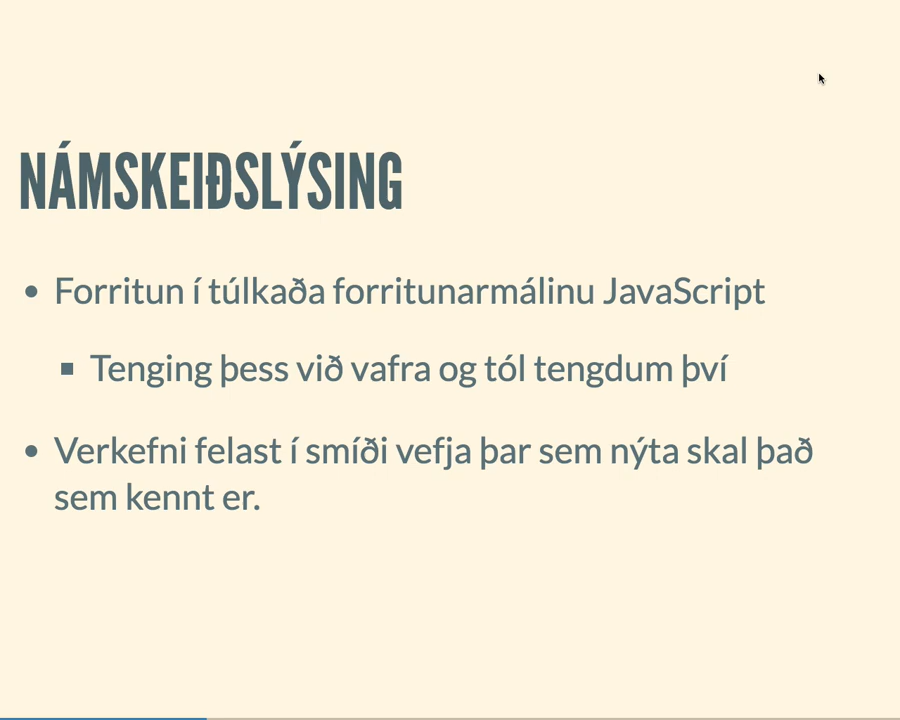 NÁMSKEIÐSLÝSING
Forritun í túlkaða forritunarmálinu JavaScript
Tenging þess við vafra og tól tengdum því
Verkefni felast í smíði vefja þar sem nýta skal það
sem kennt er.